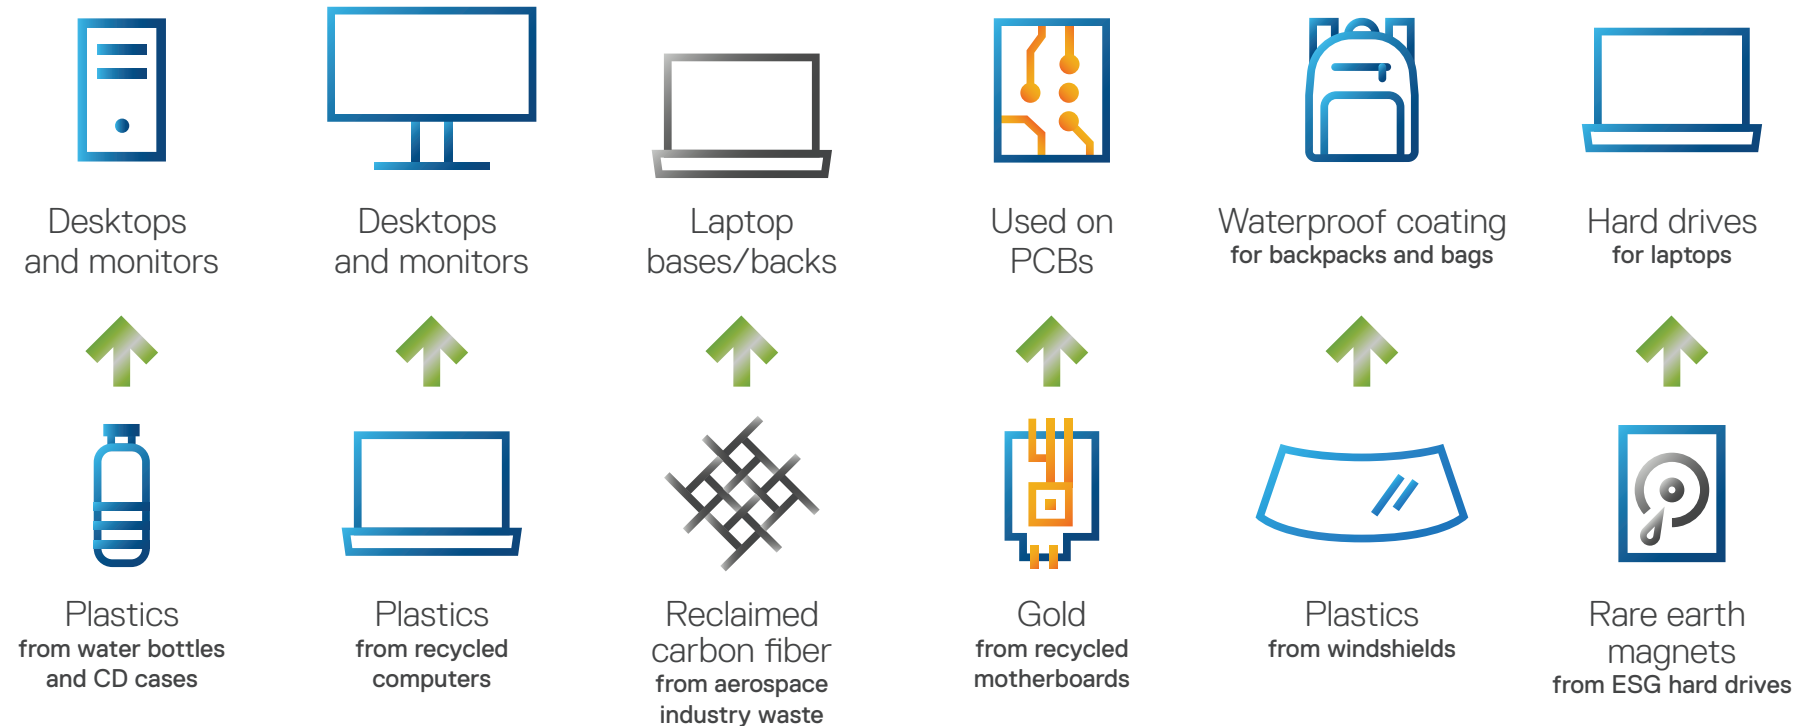 Desktops
and monitors
Desktops
and monitors
Laptop
bases/backs
Used on
PCBs
Waterproof coating
for backpacks and bags
Hard drives
for laptops
Plastics
from water bottles
and CD cases
Plastics
from recycled
computers
Reclaimed
carbon fiber
from aerospace
industry waste
Gold
from recycled
motherboards
Plastics
from windshields
Rare earth
magnets
from ESG hard drives